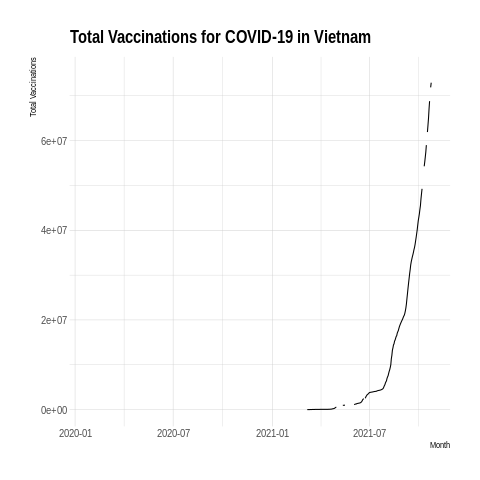 Total Vaccinations for COVID-19 in Vietnam
Total Vaccinations
6e+07
4e+07
2e+07
0e+00
2020-01 2020-07 2021-01 2021-07
Month